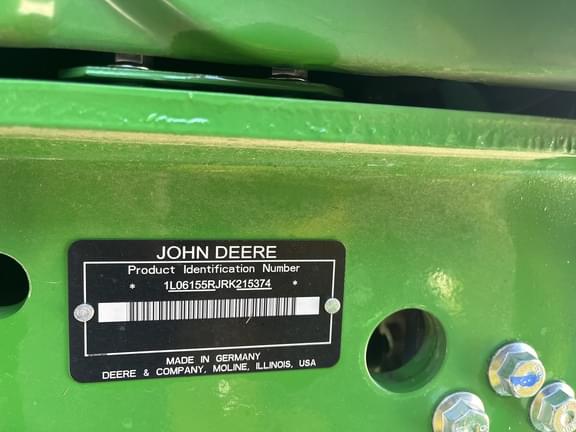 JOHN DEERE
Product Identification Number
* 1L06155RJRK215374 *
MADE IN GERMANY
DEERE & COMPANY, MOLINE, ILLINOIS, USA